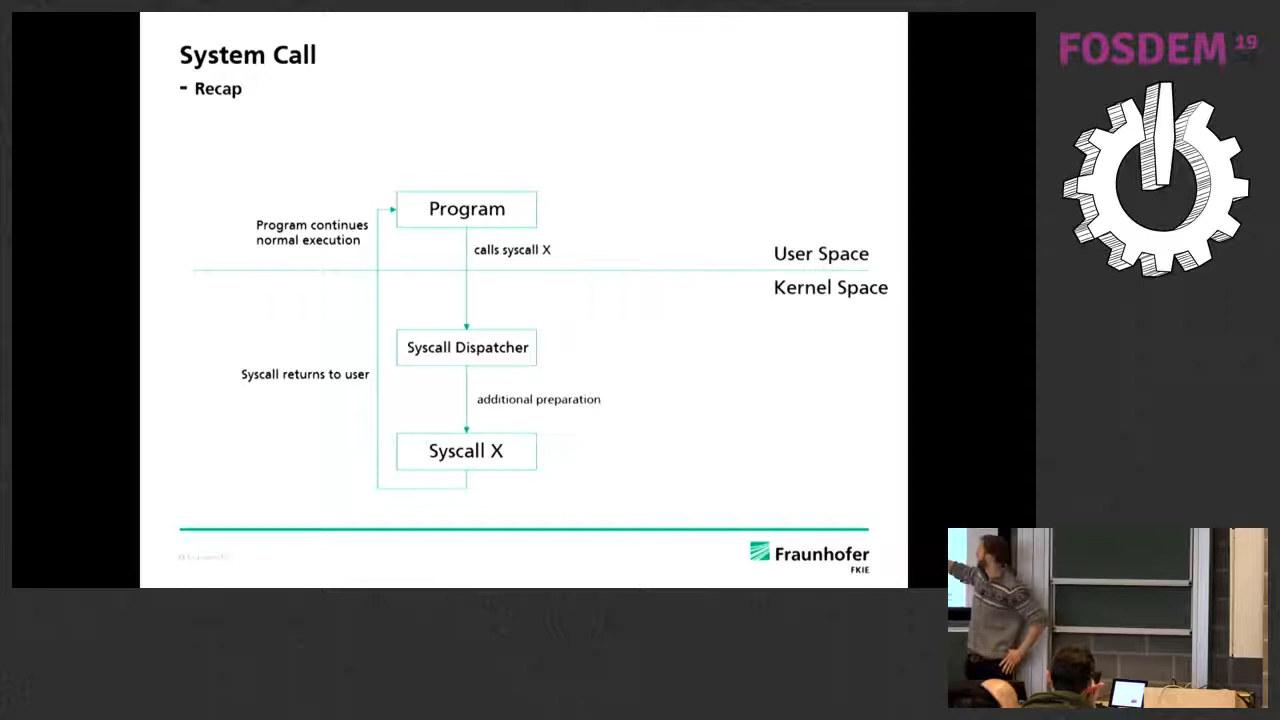 System Call
- Recap
Program
Program continues
normal execution
calls syscall X
User Space
Kernel Space
Syscall Dispatcher
Syscall returns to user
additional preparation
Syscall X
Fraunhofer
FKIE
FOSDEM 19